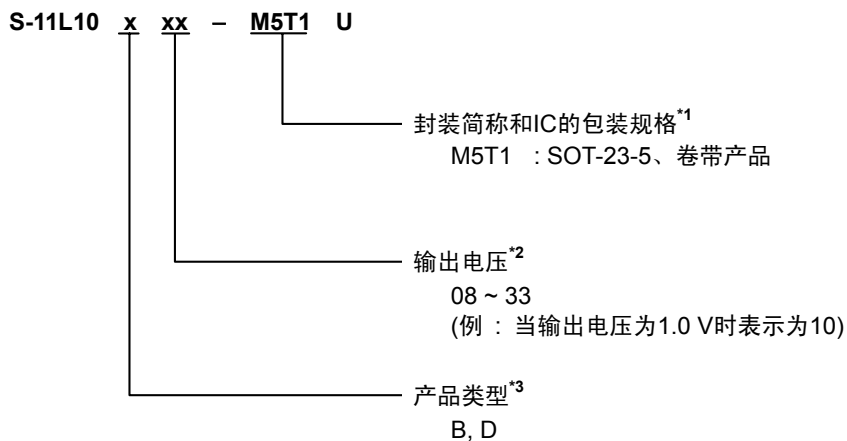 S-11L10 x xx – M5T1 U
封装简称和IC的包装规格*1
M5T1 : SOT-23-5、卷带产品
输出电压*2
08 ~ 33
(例 : 当输出电压为1.0 V时表示为10)
产品类型*3
B, D